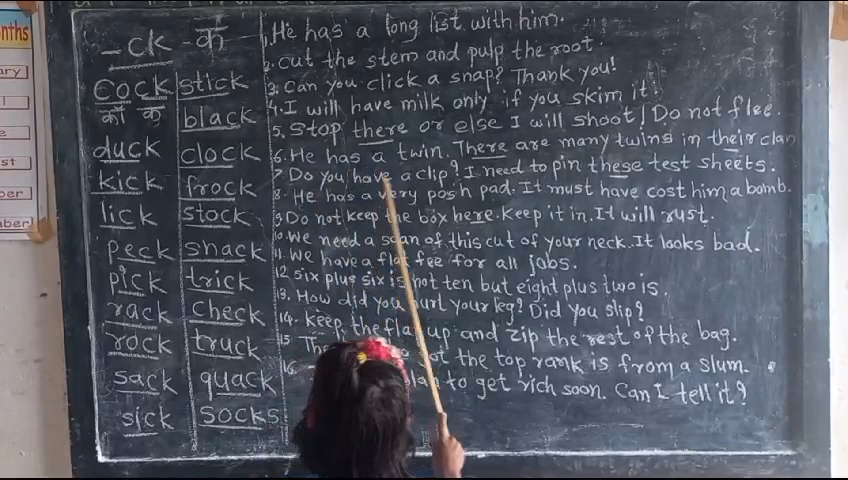 nths
ary
l
e
st
ber
mber
-ck - क
cock
कॉ क
duck
kick
lick
peck
pick
rack
rock
sack
sick
stick
black
clock
frock
stock
snack
trick
check
truck
quack
socks
1. He has a long list with him.
2. cut the stem and pulp the root.
3. can you click a snap? Thank you!
4. I will have milk only if you skim it!
5. Stop there or else I will shoot! Do not flee.
6. He has a twin. There are many twins in their clan
7. Do you have a clip? I need to pin these test sheets.
8. He has a very posh pad. It must have cost him a bomb.
9. Do not keep the box here. Keep it in. It will rust.
10. We need a scan of this cut of your neck. It looks bad.
11. We have a flat fee for all jobs.
12 six plus six is not ten but eight plus two is.
13. How did you hurt your leg? Did you slip?
14. Keep the flap up and zip the rest of the bag.
15 got the top rank is from a slum.
16 plan to get rich soon. Can I tell it?